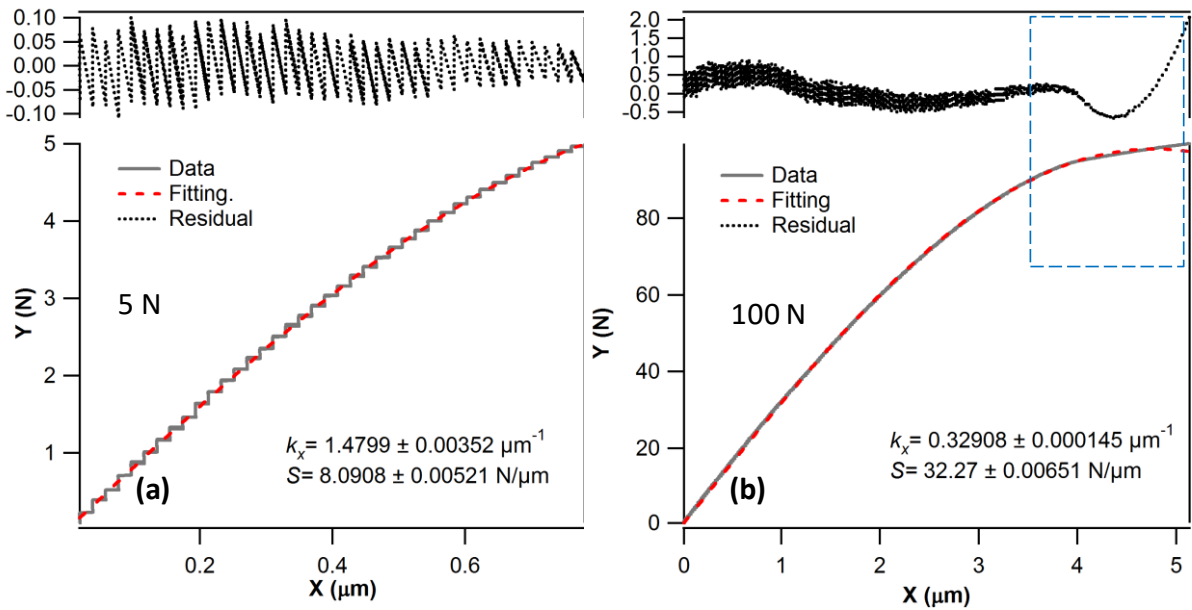 0.10
0.05
0.00
-0.05
-0.10
5
4
3
2
1
Y (N)
Data
Fitting.
Residual
5 N
kₓ= 1.4799 ± 0.00352 µm⁻¹
S= 8.0908 ± 0.00521 N/µm
(a)
0.2
0.4
0.6
X (µm)
2.0
1.5
1.0
0.5
0.0
-0.5
80
60
40
20
0
Y (N)
Data
Fitting
Residual
100 N
kₓ= 0.32908 ± 0.000145 µm⁻¹
S= 32.27 ± 0.00651 N/µm
(b)
0
1
2
3
4
5
X (µm)